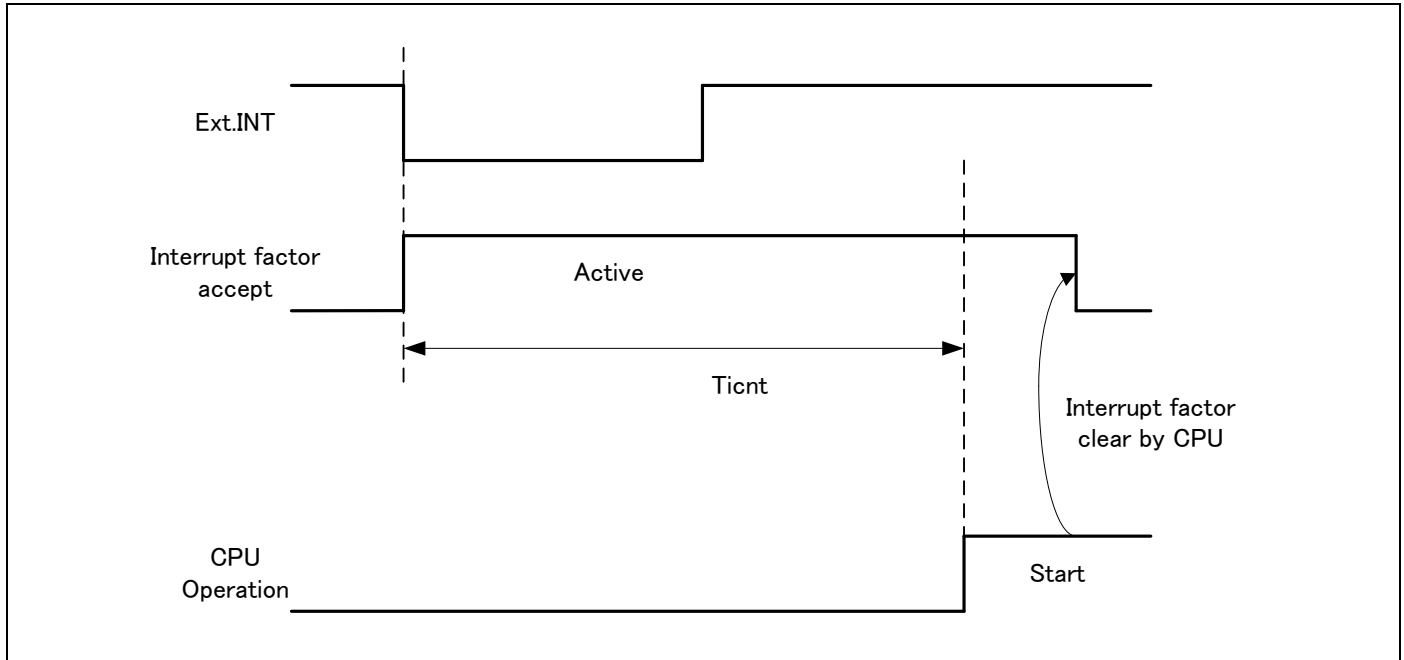 Ext.INT
Interrupt factor
accept
Active
Ticnt
Interrupt factor
clear by CPU
CPU
Operation
Start